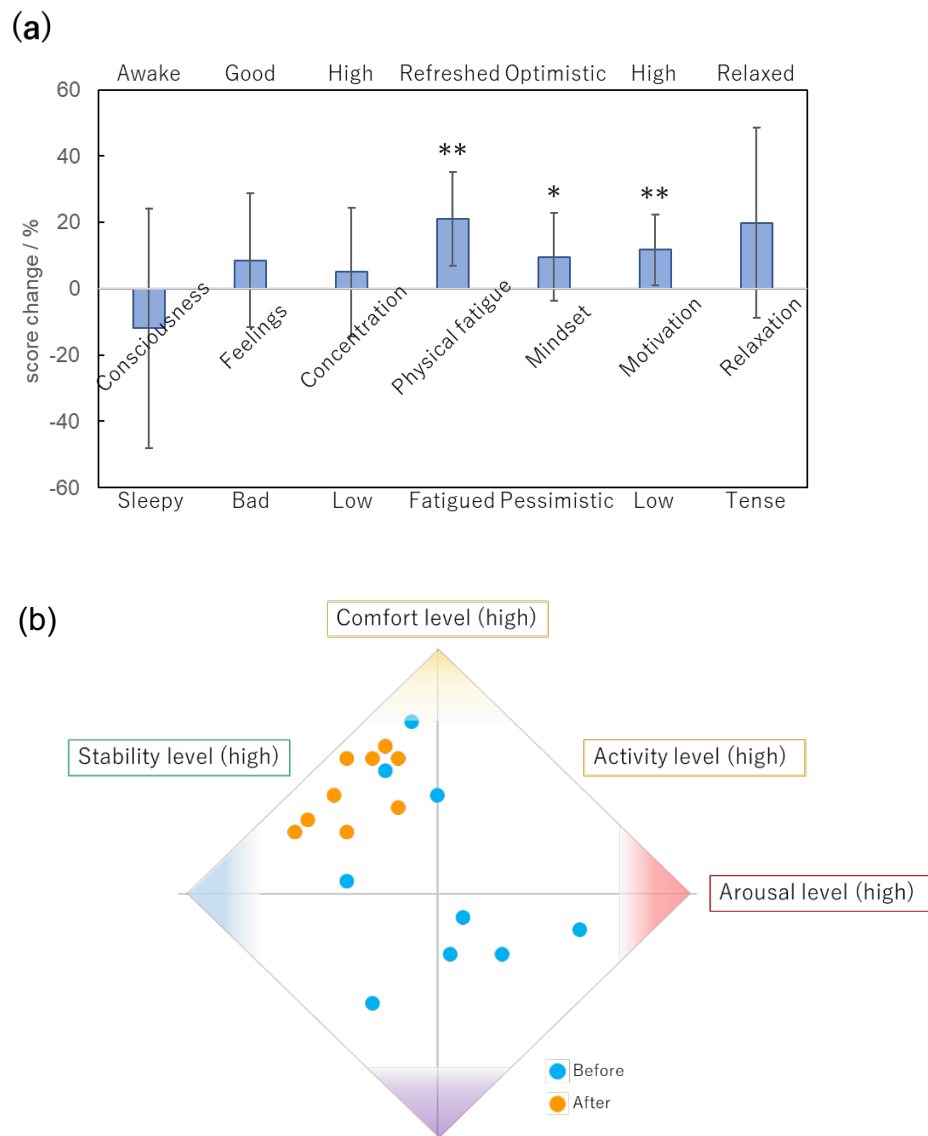 (a)
Awake Good High Refreshed Optimistic High Relaxed
60
40
20
0
-20
-40
-60
score change / %
** * **
Consciousness Feelings Concentration Physical fatigue Mindset Motivation Relaxation
Sleepy Bad Low Fatigued Pessimistic Low Tense
(b)
Comfort level (high)
Stability level (high) Activity level (high)
Arousal level (high)
Before
After